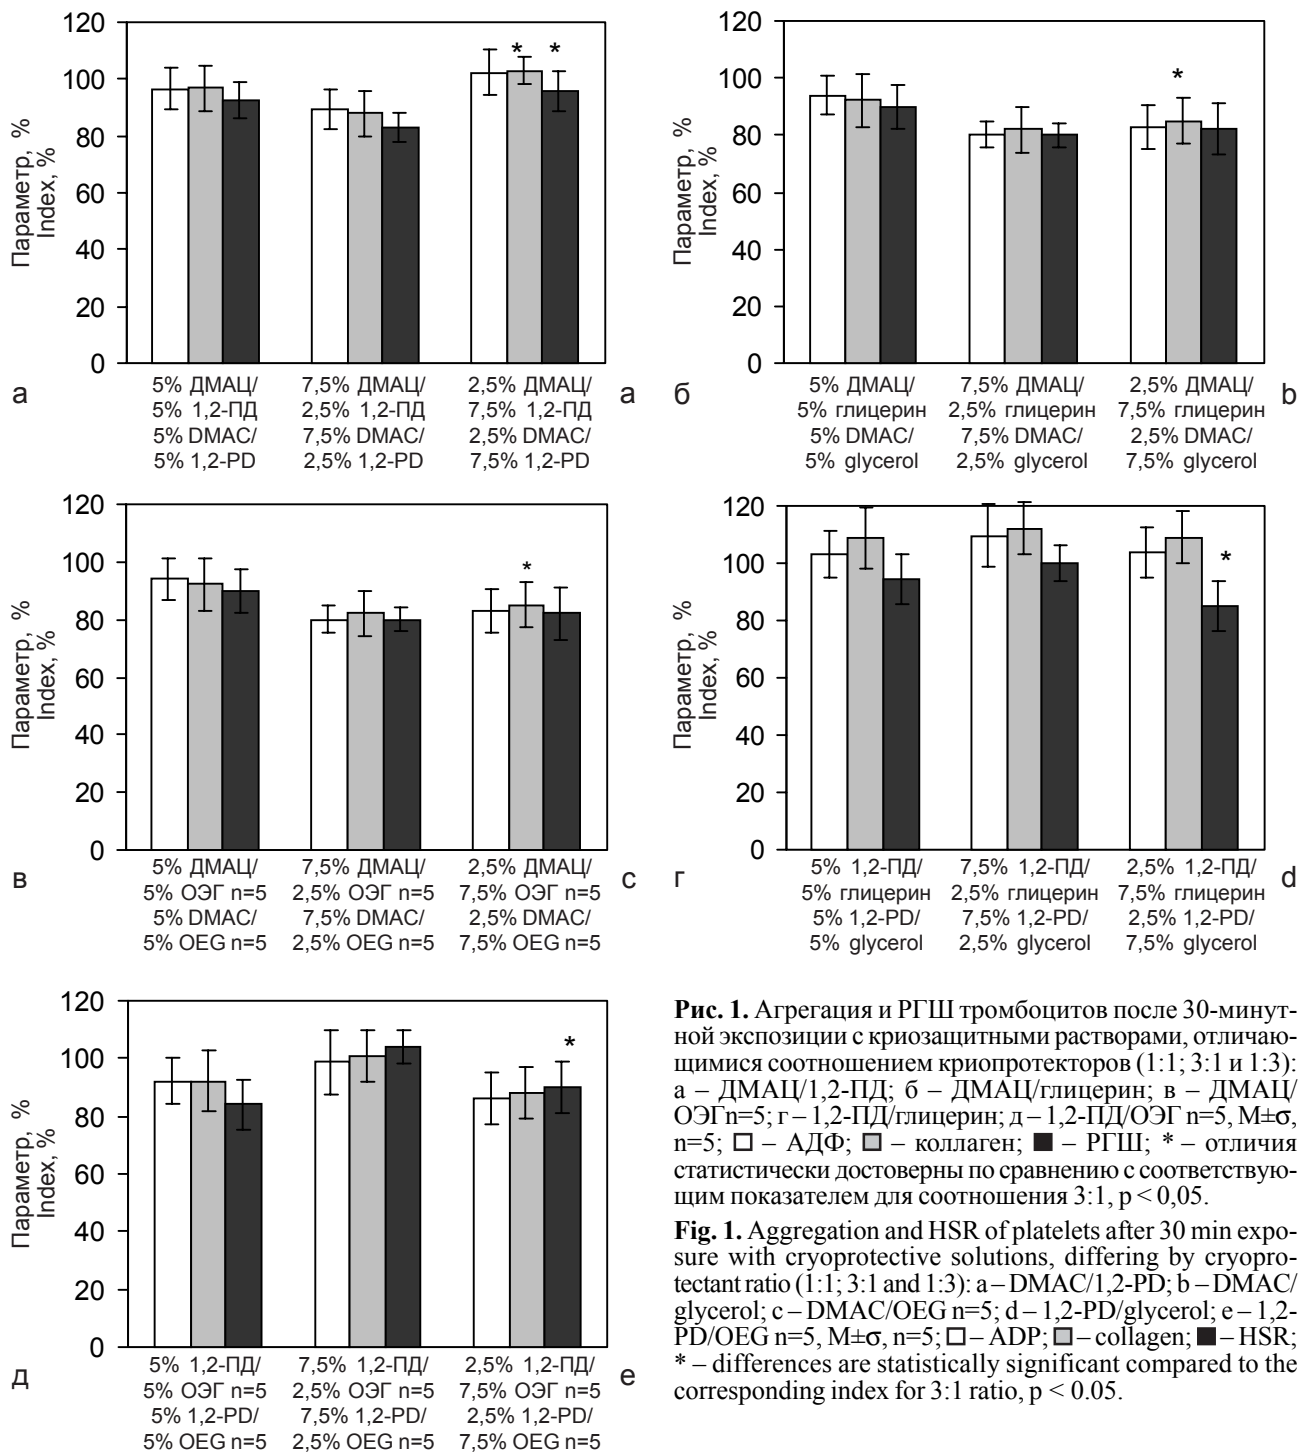 120
100
80
60
40
20
0
Параметр, %
Index, %
*
*
5% ДМАЦ/
5% 1,2-ПД
5% DMAC/
5% 1,2-PD
7,5% ДМАЦ/
2,5% 1,2-ПД
7,5% DMAC/
2,5% 1,2-PD
2,5% ДМАЦ/
7,5% 1,2-ПД
2,5% DMAC/
7,5% 1,2-PD
а
a
120
100
80
60
40
20
0
Параметр, %
Index, %
*
5% ДМАЦ/
5% глицерин
5% DMAC/
5% glycerol
7,5% ДМАЦ/
2,5% глицерин
7,5% DMAC/
2,5% glycerol
2,5% ДМАЦ/
7,5% глицерин
2,5% DMAC/
7,5% glycerol
б
b
120
100
80
60
40
20
0
Параметр, %
Index, %
*
5% ДМАЦ/
5% ОЭГ n=5
5% DMAC/
5% OEG n=5
7,5% ДМАЦ/
2,5% ОЭГ n=5
7,5% DMAC/
2,5% OEG n=5
2,5% ДМАЦ/
7,5% ОЭГ n=5
2,5% DMAC/
7,5% OEG n=5
в
c
120
100
80
60
40
20
0
Параметр, %
Index, %
*
5% 1,2-ПД/
5% глицерин
5% 1,2-PD/
5% glycerol
7,5% 1,2-ПД/
2,5% глицерин
7,5% 1,2-PD/
2,5% glycerol
2,5% 1,2-ПД/
7,5% глицерин
2,5% 1,2-PD/
7,5% glycerol
г
d
120
100
80
60
40
20
0
Параметр, %
Index, %
*
5% 1,2-ПД/
5% ОЭГ n=5
5% 1,2-PD/
5% OEG n=5
7,5% 1,2-ПД/
2,5% ОЭГ n=5
7,5% 1,2-PD/
2,5% OEG n=5
2,5% 1,2-ПД/
7,5% ОЭГ n=5
2,5% 1,2-PD/
7,5% OEG n=5
д
e
Рис. 1. Агрегация и РГШ тромбоцитов после 30-минут-
ной экспозиции с криозащитными растворами, отличаю-
щимися соотношением криопротекторов (1:1; 3:1 и 1:3):
а – ДМАЦ/1,2-ПД; б – ДМАЦ/глицерин; в – ДМАЦ/
ОЭГn=5; г – 1,2-ПД/глицерин; д – 1,2-ПД/ОЭГ n=5, M±σ,
n=5; □ – АДФ; □ – коллаген; ■ – РГШ; * – отличия
статистически достоверны по сравнению с соответствую-
щим показателем для соотношения 3:1, p < 0,05.
Fig. 1. Aggregation and HSR of platelets after 30 min expo-
sure with cryoprotective solutions, differing by cryopro-
tectant ratio (1:1; 3:1 and 1:3): a – DMAC/1,2-PD; b – DMAC/
glycerol; c – DMAC/OEG n=5; d – 1,2-PD/glycerol; e – 1,2-
PD/OEG n=5, M±σ, n=5; □ – ADP; □ – collagen; ■ – HSR;
* – differences are statistically significant compared to the
corresponding index for 3:1 ratio, p < 0.05.